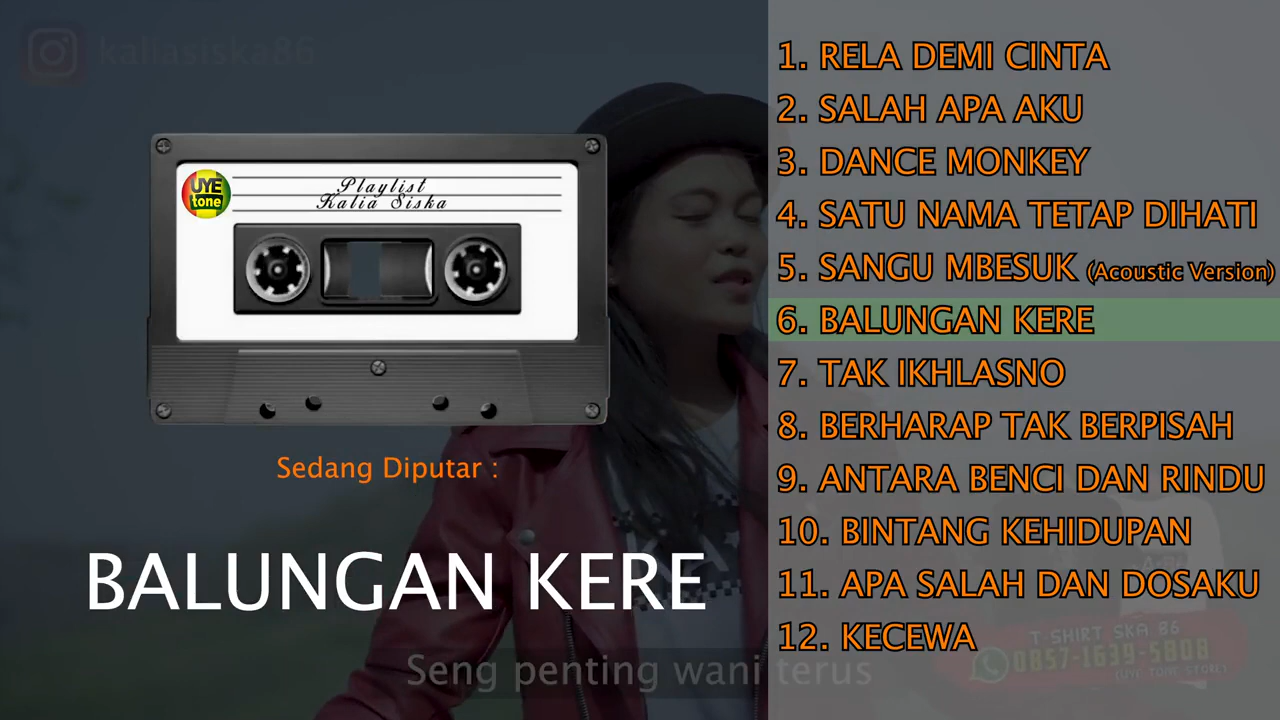 kaliasiska86
UYE
tone
Playlist
Kalia Siska
Sedang Diputar :
BALUNGAN KERE
Seng penting wani terus
1. RELA DEMI CINTA
2. SALAH APA AKU
3. DANCE MONKEY
4. SATU NAMA TETAP DIHATI
5. SANGU MBESUK (Acoustic Version)
6. BALUNGAN KERE
7. TAK IKHLASNO
8. BERHARAP TAK BERPISAH
9. ANTARA BENCI DAN RINDU
10. BINTANG KEHIDUPAN
11. APA SALAH DAN DOSAKU
12. KECEWA
T-SHIRT SKA 86
0857-1639-5808
(UYE TONE STORE)